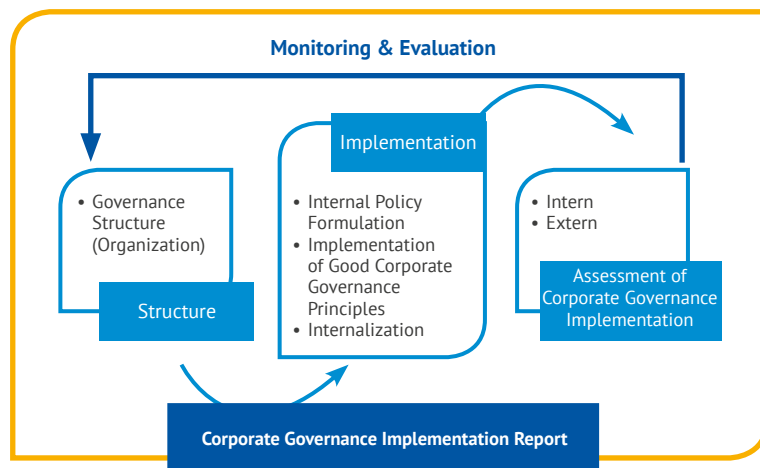 Monitoring & Evaluation
• Governance
Structure
(Organization)
Structure
Implementation
• Internal Policy
Formulation
• Implementation
of Good Corporate
Governance
Principles
• Internalization
• Intern
• Extern
Assessment of
Corporate Governance
Implementation
Corporate Governance Implementation Report